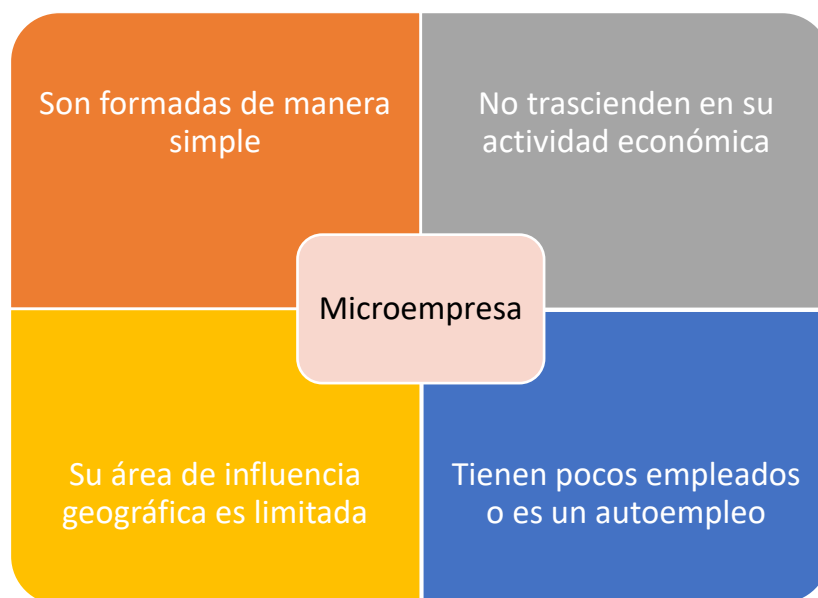 Son formadas de manera
simple
No trascienden en su
actividad económica
Microempresa
Su área de influencia
geográfica es limitada
Tienen pocos empleados
o es un autoempleo